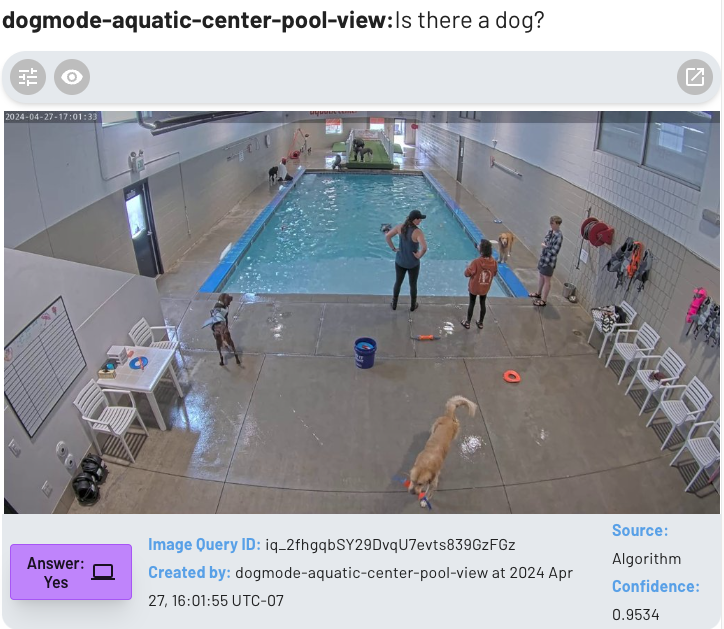 dogmode-aquatic-center-pool-view:Is there a dog?
2024-04-27-17:01:33
Answer:
Yes
Image Query ID: iq_2fhgqbSY29DvqU7evts839GzFGz
Created by: dogmode-aquatic-center-pool-view at 2024 Apr
27, 16:01:55 UTC-07
Source:
Algorithm
Confidence:
0.9534